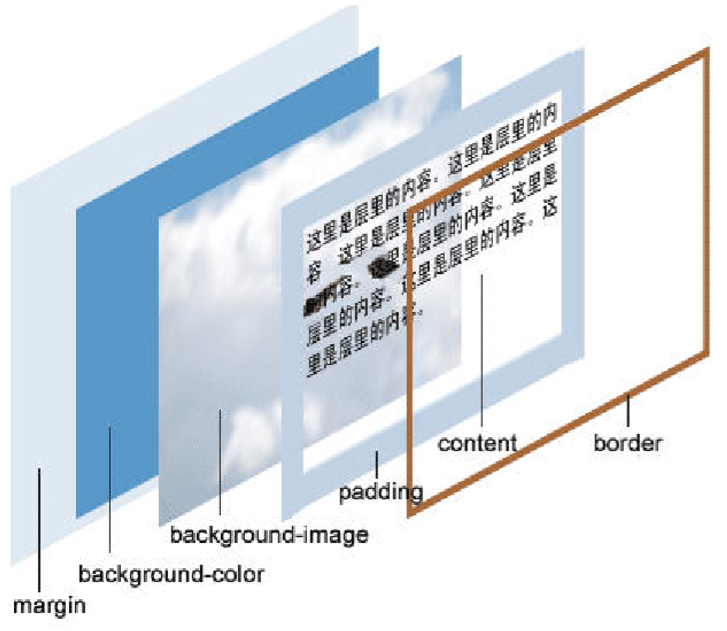 这里是层里的内容。这里是层里的内
容。这里是层里的内容。这里是层里
的内容。这里是层里的内容。这里是
层里的内容。这里是层里的内容。这
里是层里的内容。
content
border
padding
background-image
background-color
margin